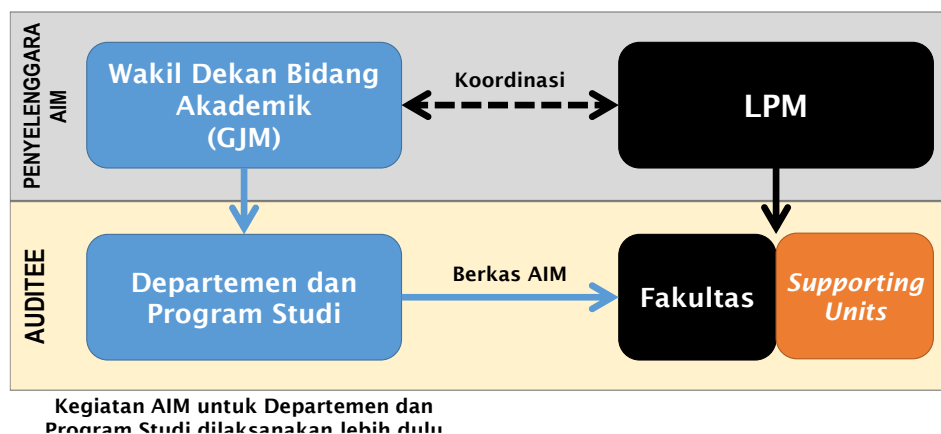 PENYELENGGARA
AIM
Wakil Dekan Bidang
Akademik
(GJM)
Koordinasi
LPM
AUDITEE
Departemen dan
Program Studi
Berkas AIM
Fakultas
Supporting
Units
Kegiatan AIM untuk Departemen dan
Program Studi dilaksanakan lebih dulu